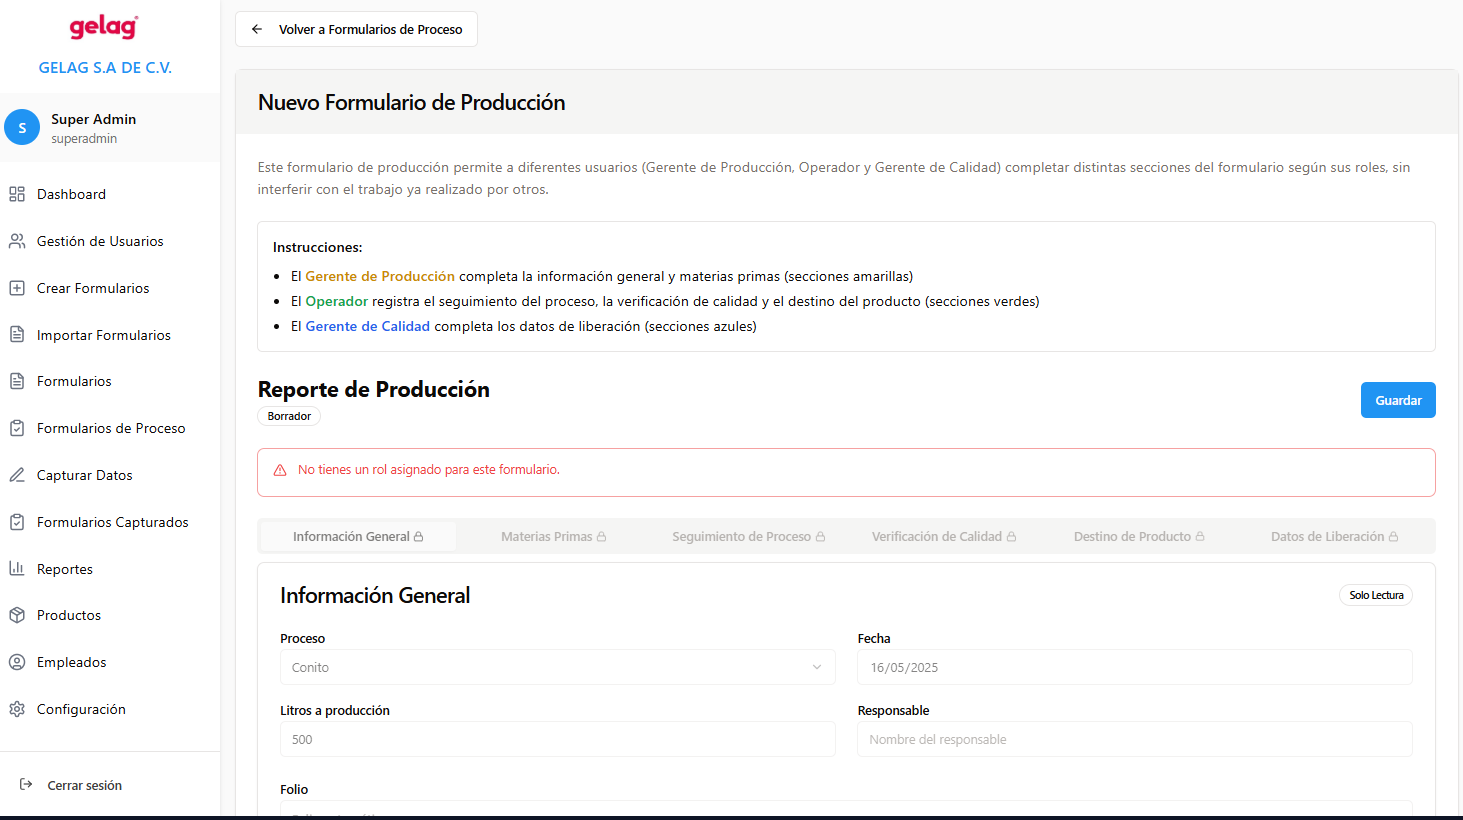 gelag
GELAG S.A DE C.V.
S
Super Admin
superadmin
Dashboard
Gestión de Usuarios
Crear Formularios
Importar Formularios
Formularios
Formularios de Proceso
Capturar Datos
Formularios Capturados
Reportes
Productos
Empleados
Configuración
Cerrar sesión
Volver a Formularios de Proceso
Nuevo Formulario de Producción
Este formulario de producción permite a diferentes usuarios (Gerente de Producción, Operador y Gerente de Calidad) completar distintas secciones del formulario según sus roles, sin
interferir con el trabajo ya realizado por otros.
Instrucciones:
El Gerente de Producción completa la información general y materias primas (secciones amarillas)
El Operador registra el seguimiento del proceso, la verificación de calidad y el destino del producto (secciones verdes)
El Gerente de Calidad completa los datos de liberación (secciones azules)
Reporte de Producción
Borrador
Guardar
No tienes un rol asignado para este formulario.
Información General
Materias Primas
Seguimiento de Proceso
Verificación de Calidad
Destino de Producto
Datos de Liberación
Información General
Solo Lectura
Proceso
Fecha
Conito
16/05/2025
Litros a producción
Responsable
500
Nombre del responsable
Folio